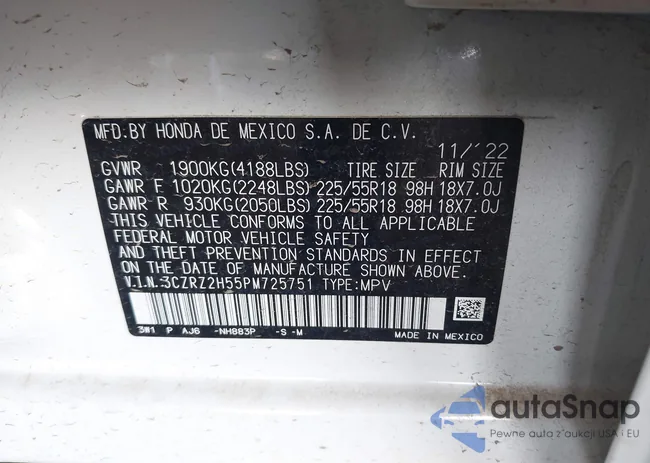 MFD.BY HONDA DE MEXICO S.A. DE C.V.
11/'22
GVWR 1900KG(4188LBS) TIRE SIZE RIM SIZE
GAWR F 1020KG(2248LBS) 225/55R18 98H 18X7.0J
GAWR R 930KG(2050LBS) 225/55R18 98H 18X7.0J
THIS VEHICLE CONFORMS TO ALL APPLICABLE
FEDERAL MOTOR VEHICLE SAFETY
AND THEFT PREVENTION STANDARDS IN EFFECT
ON THE DATE OF MANUFACTURE SHOWN ABOVE.
V.I.N.3CZRZ2H55PM725751 TYPE:MPV
3W1 P AJ6 -NH883P -S -M
MADE IN MEXICO
autaSnap
Pewne auta z aukcji USA i EU